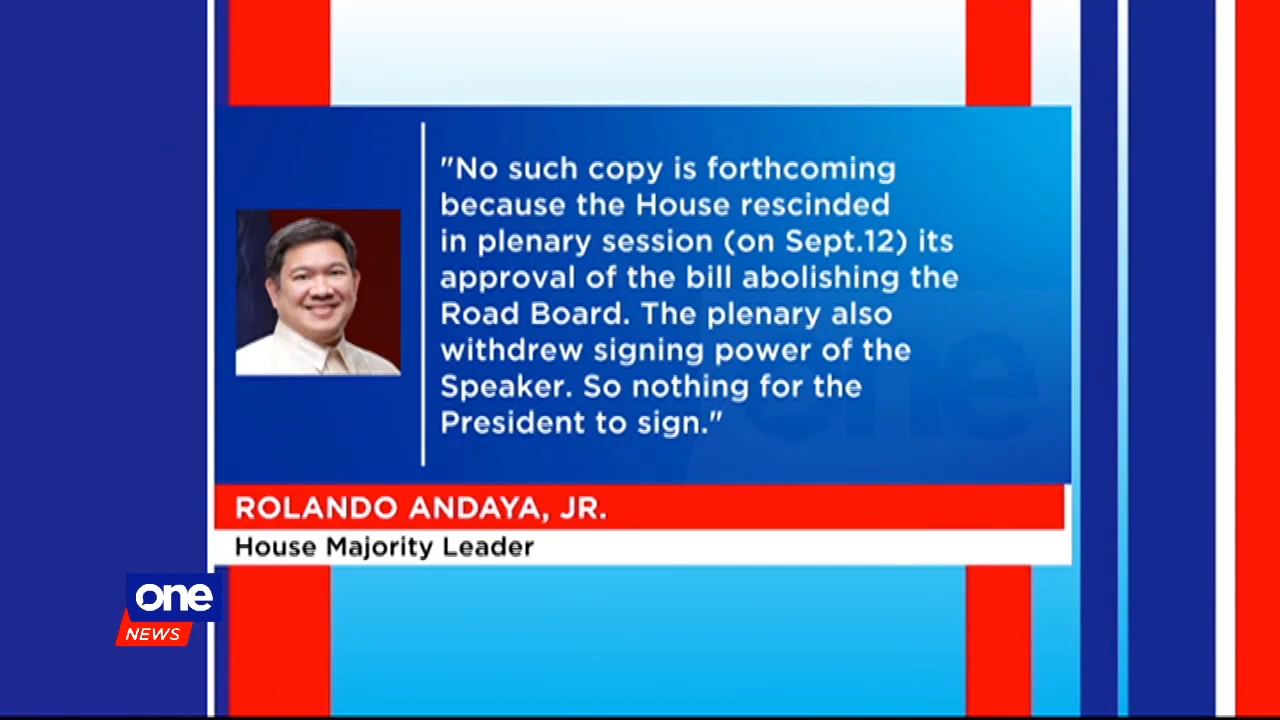 "No such copy is forthcoming
because the House rescinded
in plenary session (on Sept.12) its
approval of the bill abolishing the
Road Board. The plenary also
withdrew signing power of the
Speaker. So nothing for the
President to sign."
ROLANDO ANDAYA, JR.
House Majority Leader
one
NEWS
one